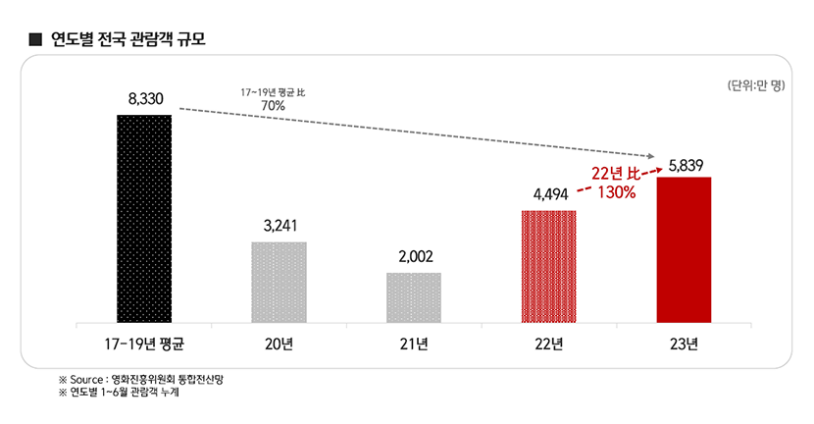 ■ 연도별 전국 관람객 규모
(단위:만 명)
17~19년 평균 比
70%
8,330
3,241
2,002
4,494
22년 比
130%
5,839
17-19년 평균
20년
21년
22년
23년
※ Source : 영화진흥위원회 통합전산망
※ 연도별 1~6월 관람객 누계